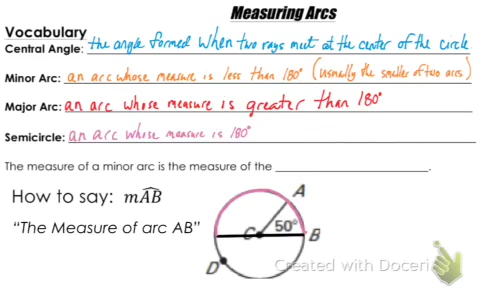 Measuring Arcs
Vocabulary
Central Angle: the angle formed when two rays meet at the center of the circle
Minor Arc: an arc whose measure is less than 180° (usually the smaller of two arcs)
Major Arc: an arc whose measure is greater than 180°
Semicircle: an arc whose measure is 180°
The measure of a minor arc is the measure of the ____________________.
How to say: mAB
"The Measure of arc AB"
A
C 50° B
D
Created with Doceri